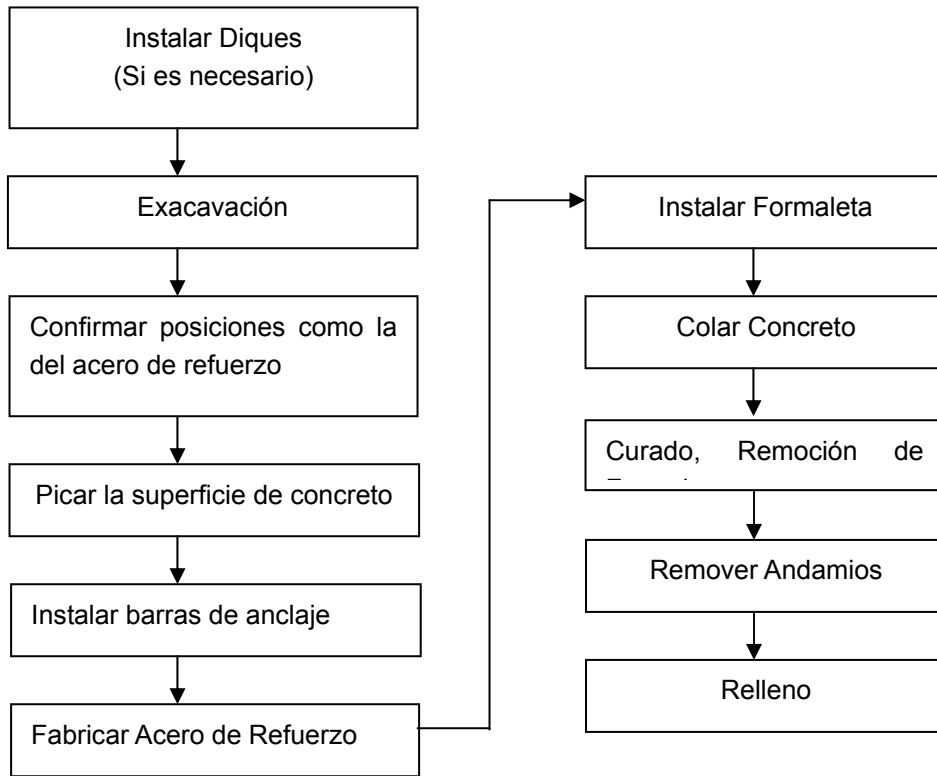 Instalar Diques
(Si es necesario)
Exacavación
Confirmar posiciones como la
del acero de refuerzo
Picar la superficie de concreto
Instalar barras de anclaje
Fabricar Acero de Refuerzo
Instalar Formaleta
Colar Concreto
Curado, Remoción de
Remover Andamios
Relleno